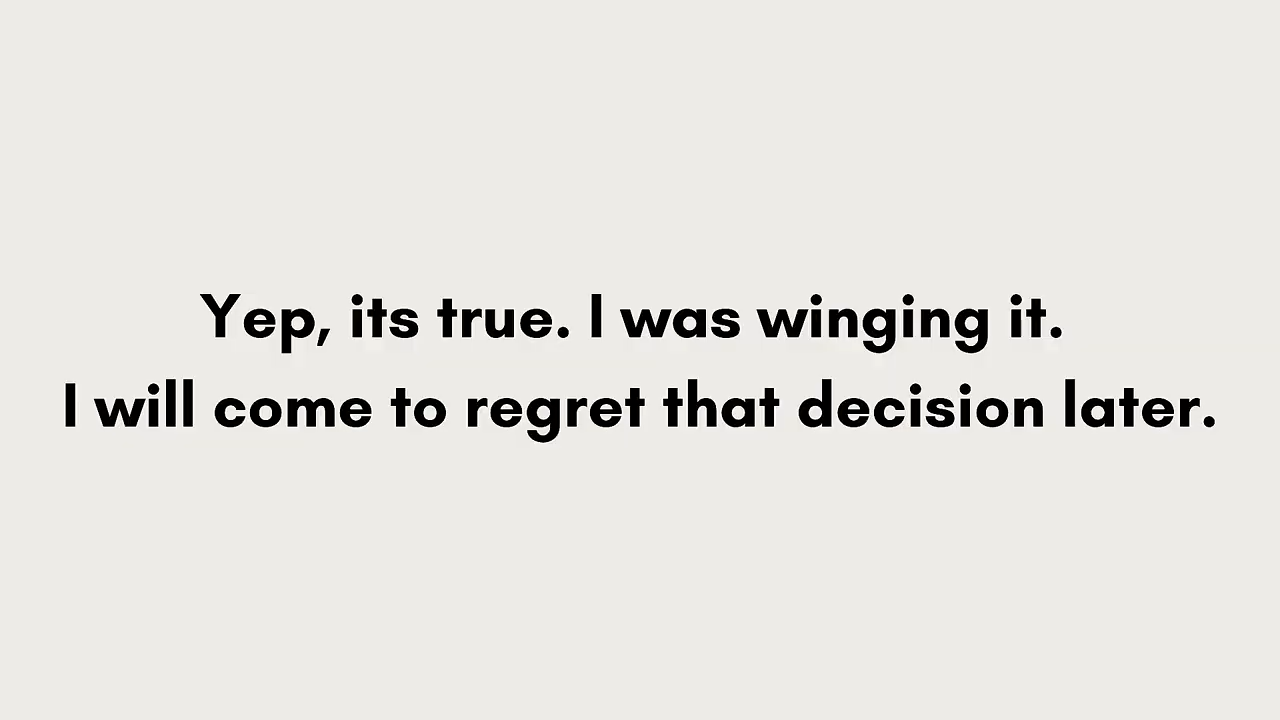 Yep, its true. I was winging it.
I will come to regret that decision later.